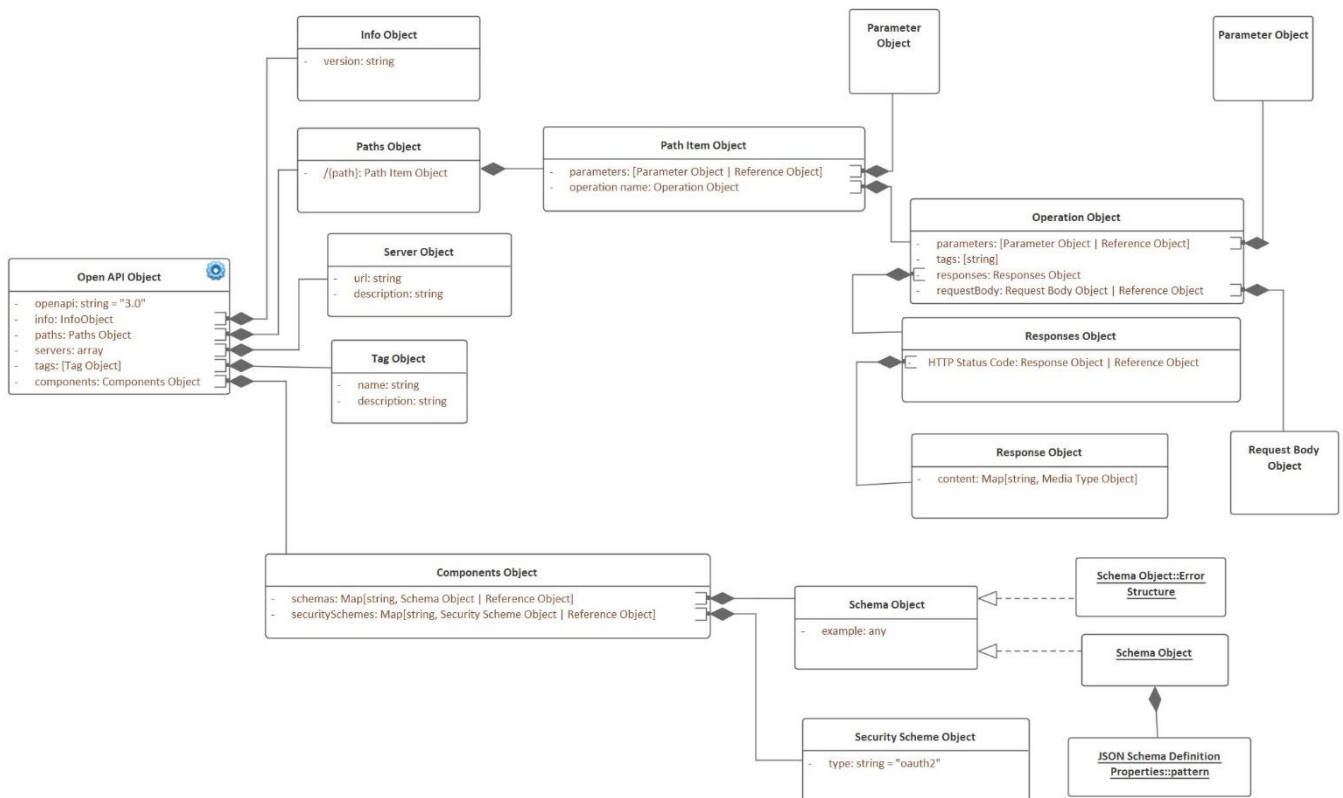 Info Object
- version: string
Parameter
Object
Parameter Object
Paths Object
- /{path}: Path Item Object
Path Item Object
- parameters: [Parameter Object | Reference Object]
- operation name: Operation Object
Operation Object
- parameters: [Parameter Object | Reference Object]
- tags: [string]
- responses: Responses Object
- requestBody: Request Body Object | Reference Object
Server Object
- url: string
- description: string
Open API Object
- openapi: string = "3.0"
- info: InfoObject
- paths: Paths Object
- servers: array
- tags: [Tag Object]
- components: Components Object
Tag Object
- name: string
- description: string
Responses Object
- HTTP Status Code: Response Object | Reference Object
Response Object
- content: Map[string, Media Type Object]
Request Body
Object
Components Object
- schemas: Map[string, Schema Object | Reference Object]
- securitySchemes: Map[string, Security Scheme Object | Reference Object]
Schema Object
- example: any
Schema Object::Error
Structure
Schema Object
Security Scheme Object
- type: string = "oauth2"
JSON Schema Definition
Properties::pattern